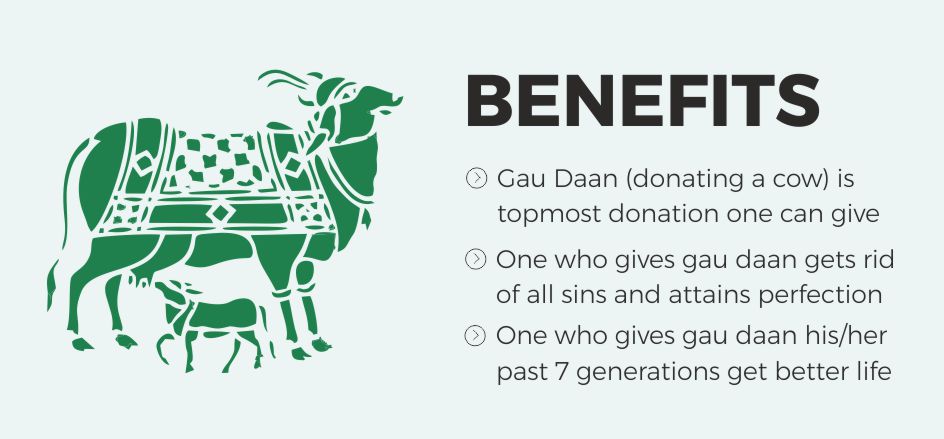 BENEFITS
Gau Daan (donating a cow) is
topmost donation one can give
One who gives gau daan gets rid
of all sins and attains perfection
One who gives gau daan his/her
past 7 generations get better life